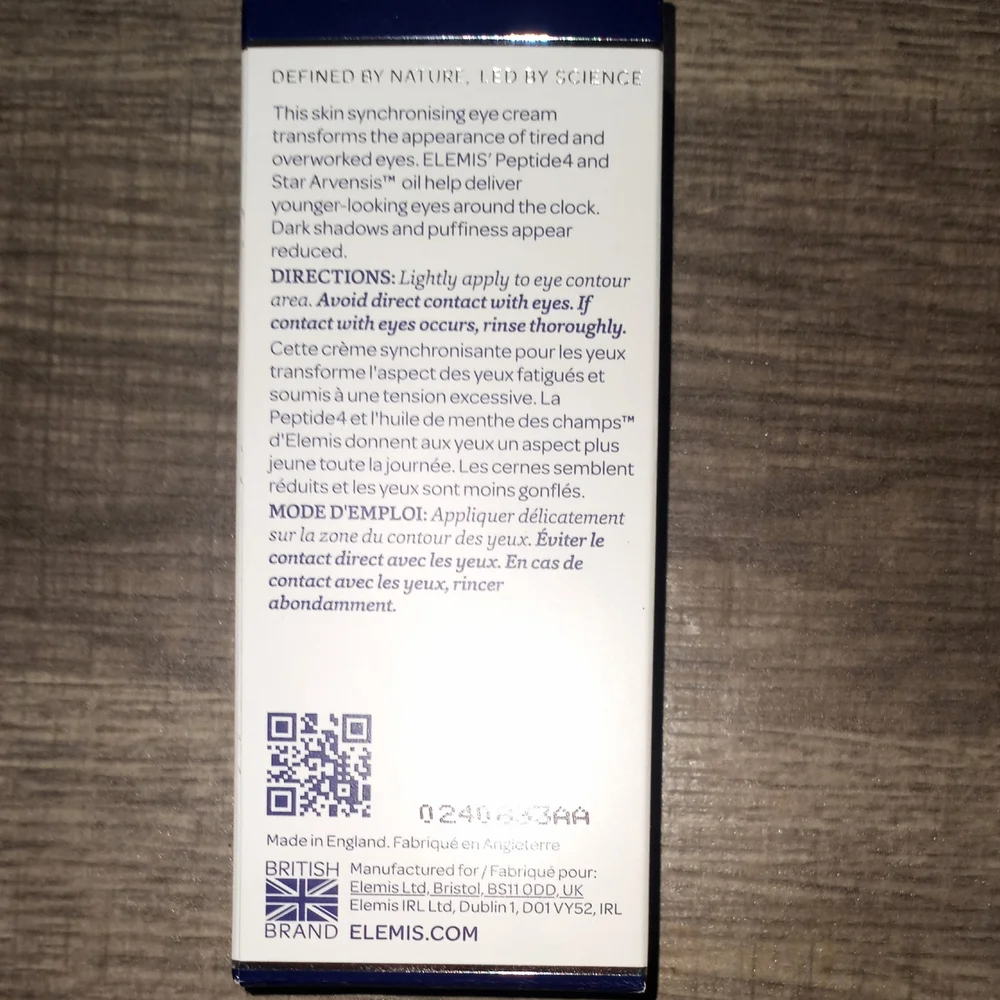 DEFINED BY NATURE, LED BY SCIENCE
This skin synchronising eye cream
transforms the appearance of tired and
overworked eyes. ELEMIS' Peptide4 and
Star Arvensis™ oil help deliver
younger-looking eyes around the clock.
Dark shadows and puffiness appear
reduced.
DIRECTIONS: Lightly apply to eye contour
area. Avoid direct contact with eyes. If
contact with eyes occurs, rinse thoroughly.
Cette crème synchronisante pour les yeux
transforme l'aspect des yeux fatigués et
soumis à une tension excessive. La
Peptide4 et l'huile de menthe des champs™
d'Elemis donnent aux yeux un aspect plus
jeune toute la journée. Les cernes semblent
réduits et les yeux sont moins gonflés.
MODE D'EMPLOI: Appliquer délicatement
sur la zone du contour des yeux. Éviter le
contact direct avec les yeux. En cas de
contact avec les yeux, rincer
abondamment.
Made in England. Fabriqué en Angleterre
BRITISH
BRAND
Manufactured for / Fabriqué pour:
Elemis Ltd, Bristol, BS11 0DD, UK
Elemis IRL Ltd, Dublin 1, D01 VY52, IRL
ELEMIS.COM